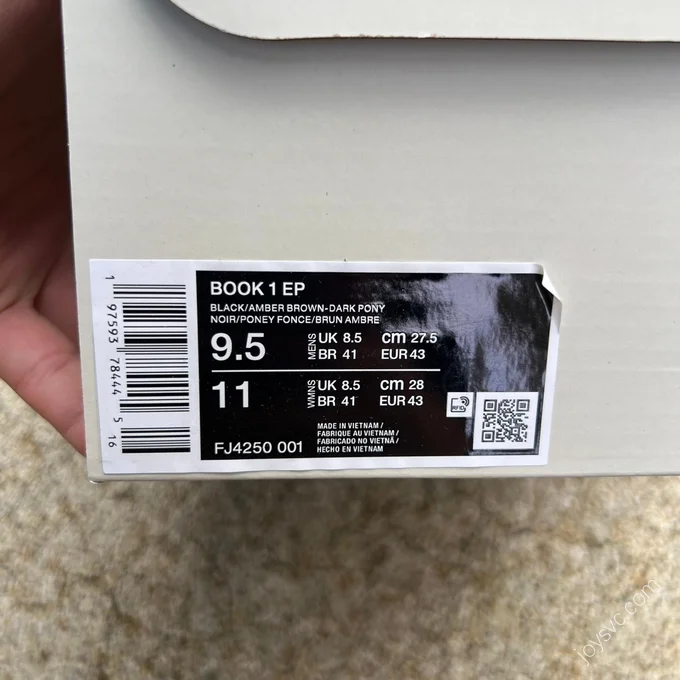 BOOK 1 EP
BLACK/AMBER BROWN-DARK PONY
NOIR/PONEY FONCE/BRUN AMBRE
9.5 MENS UK 8.5 cm 27.5
BR 41 EUR 43
11 WMNS UK 8.5 cm 28
BR 41 EUR 43
FJ4250 001
MADE IN VIETNAM /
FABRIQUE AU VIETNAM /
FABRICADO NO VIETNÃ /
HECHO EN VIETNAM
RFID
1 97593 78444 5 16
joysvc.com